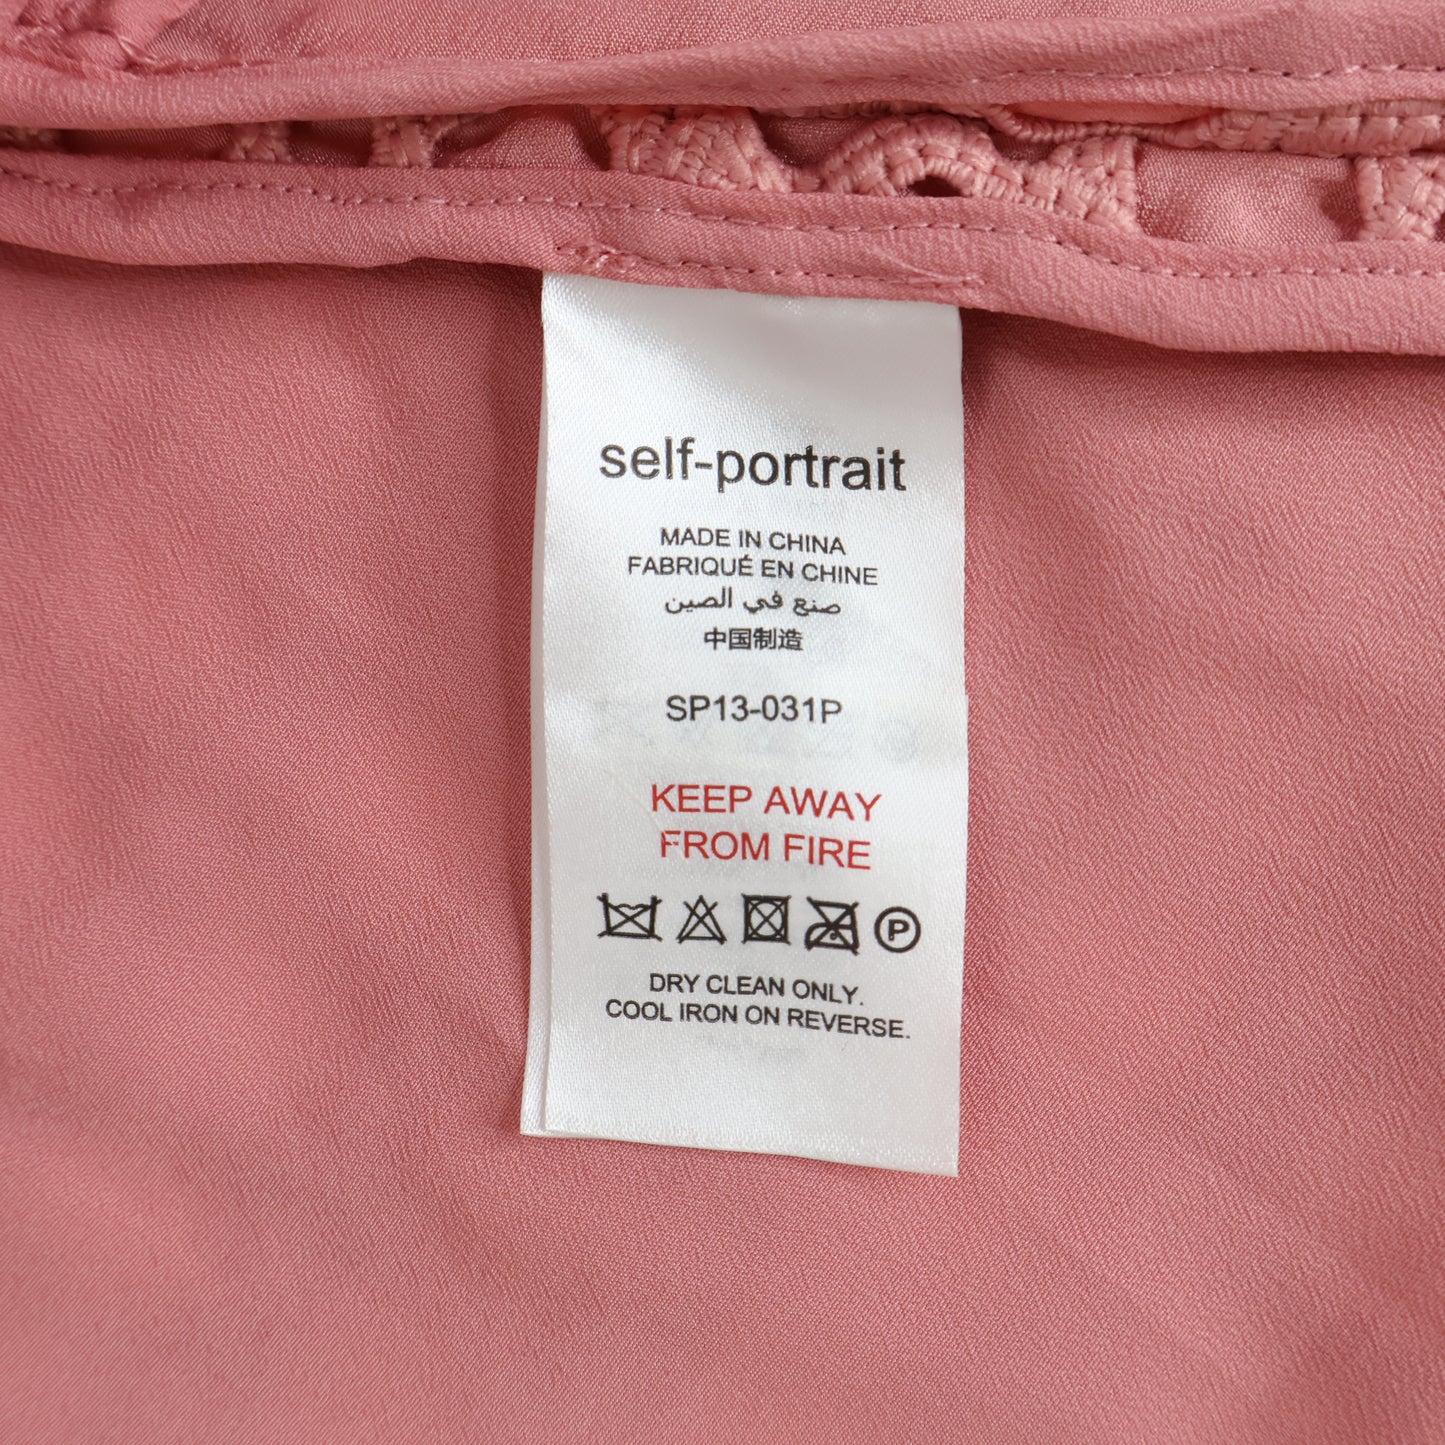 self-portrait
MADE IN CHINA
FABRIQUÉ EN CHINE
صنع في الصين
中国制造
SP13-031P
KEEP AWAY
FROM FIRE
P
DRY CLEAN ONLY.
COOL IRON ON REVERSE.